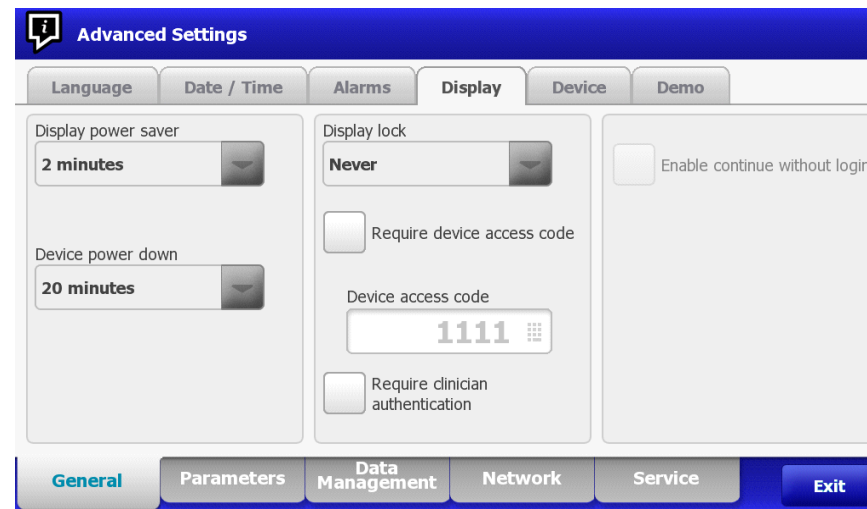 Advanced Settings
Language
Date / Time
Alarms
Display
Device
Demo
Display power saver
2 minutes
Device power down
20 minutes
Display lock
Never
Require device access code
Device access code
1111
Require clinician
authentication
Enable continue without login
General
Parameters
Data
Management
Network
Service
Exit